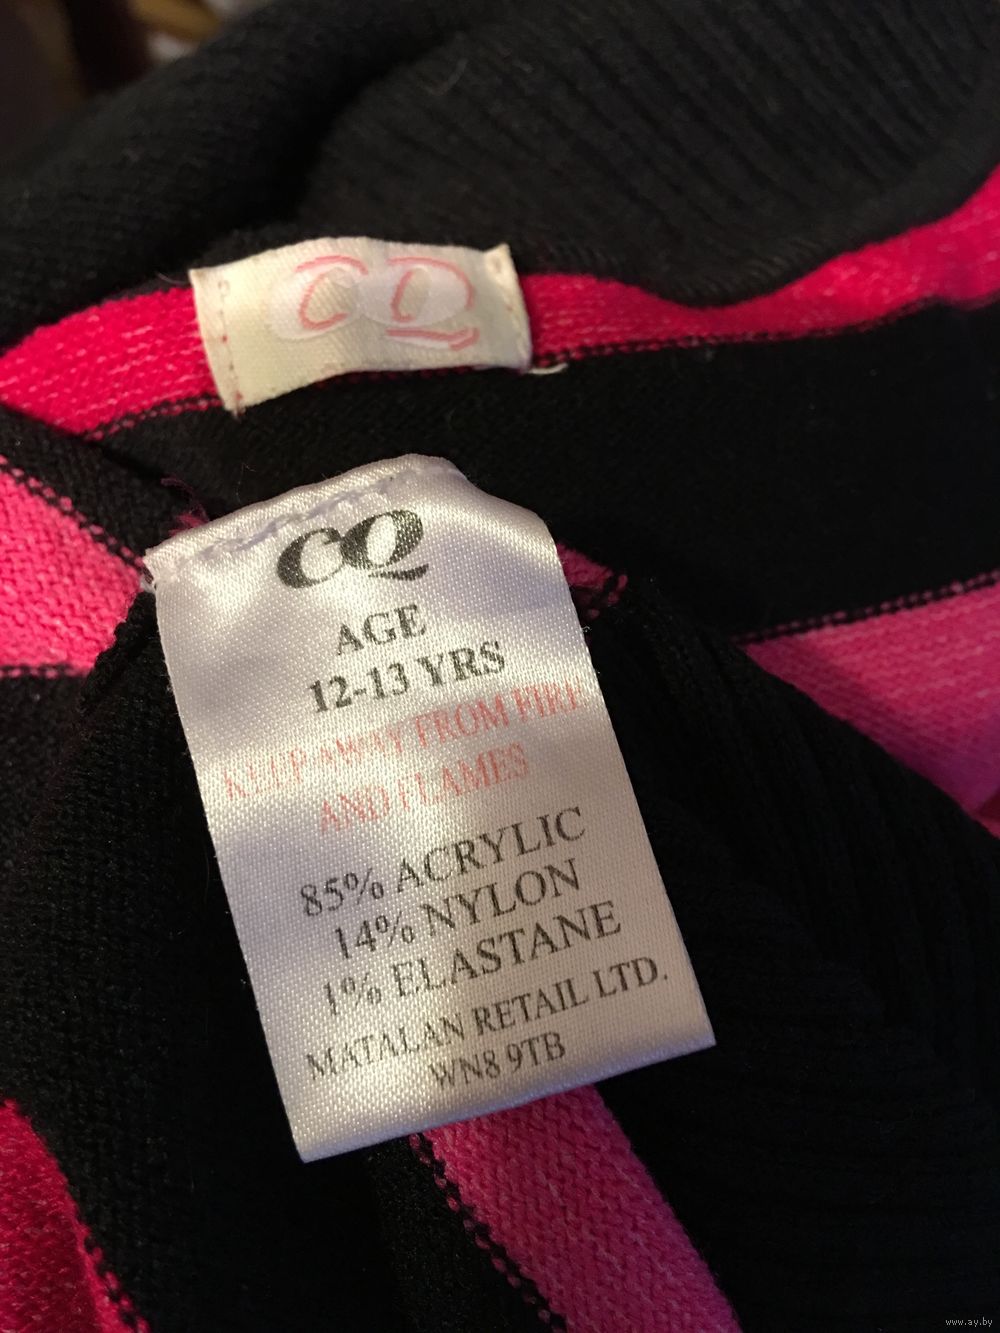 CQ
CQ
AGE
12-13 YRS
KEEP AWAY FROM FIRE
AND FLAMES
85% ACRYLIC
14% NYLON
1% ELASTANE
MATALAN RETAIL LTD.
WN8 9TB
www.ay.by